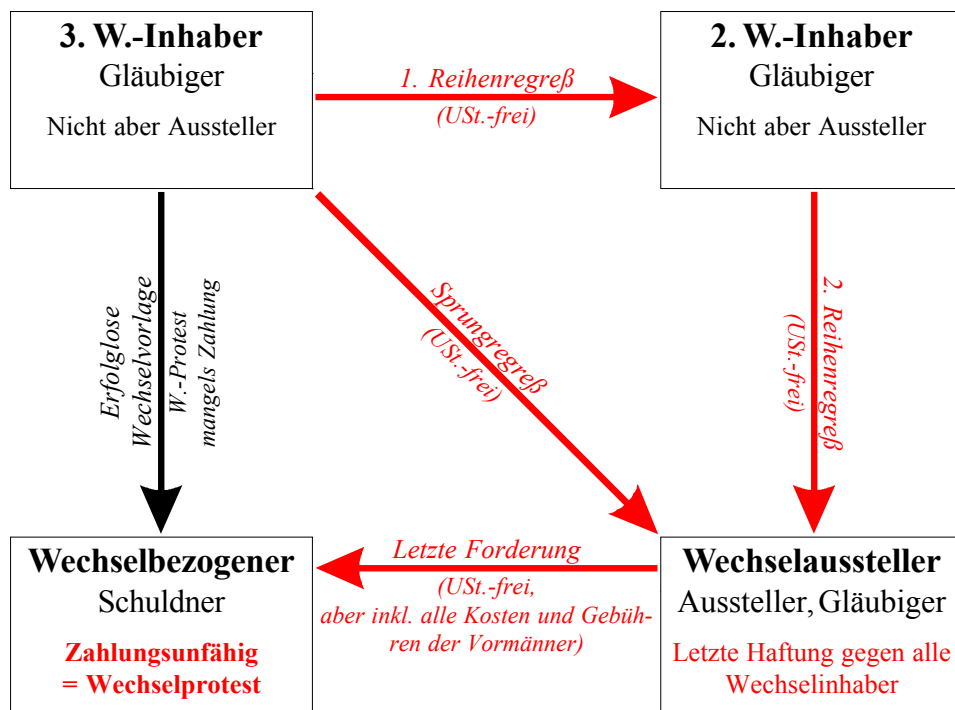 3. W.-Inhaber
Gläubiger
Nicht aber Aussteller
1. Reihenregreß
(USt.-frei)
2. W.-Inhaber
Gläubiger
Nicht aber Aussteller
Erfolglose
Wechselvorlage
W.-Protest
mangels Zahlung
Sprungregreß
(USt.-frei)
2. Reihenregreß
(USt.-frei)
Wechselbezogener
Schuldner
Zahlungsunfähig
= Wechselprotest
Letzte Forderung
(USt.-frei,
aber inkl. alle Kosten und Gebüh-
ren der Vormänner)
Wechselaussteller
Aussteller, Gläubiger
Letzte Haftung gegen alle
Wechselinhaber